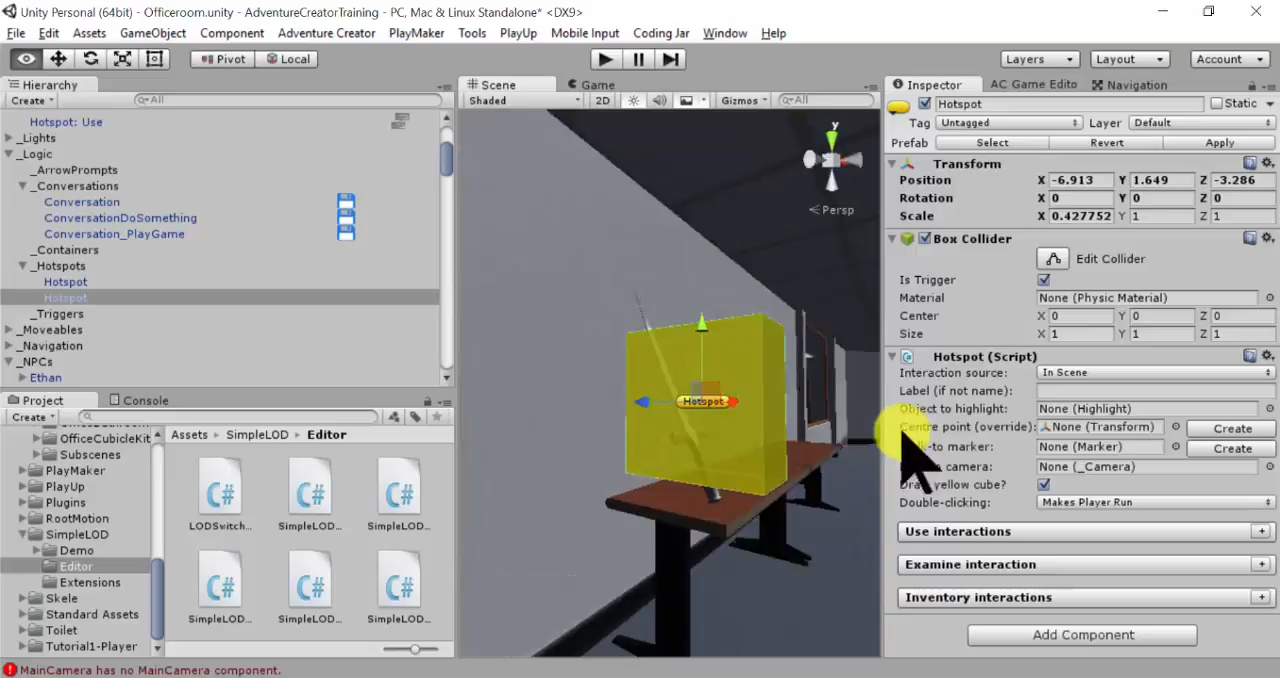 Unity Personal (64bit) - Officeroom.unity - AdventureCreatorTraining - PC, Mac & Linux Standalone* <DX9>
File Edit Assets GameObject Component Adventure Creator PlayMaker Tools PlayUp Mobile Input Coding Jar Window Help
Pivot Local Layers Layout Account
Hierarchy Scene Game Inspector AC Game Edito Navigation
Create All Shaded 2D Gizmos All
Hotspot Static
Hotspot: Use
Tag Untagged Layer Default
_Lights
Prefab Select Revert Apply
_Logic
Transform
_ArrowPrompts
Position X -6.913 Y 1.649 Z -3.286
_Conversations
Rotation X 0 Y 0 Z 0
Conversation
Scale X 0.427752 Y 1 Z 1
ConversationDoSomething
y
Persp
Conversation_PlayGame
Box Collider
_Containers
Edit Collider
_Hotspots
Is Trigger
Hotspot
Material None (Physic Material)
Hotspot
Center X 0 Y 0 Z 0
_Triggers
Size X 1 Y 1 Z 1
_Moveables
_Navigation
Hotspot (Script)
_NPCs
Interaction source: In Scene
Ethan
Label (if not name):
Hotspot
Object to highlight: None (Highlight)
Centre point (override): None (Transform) Create
marker: None (Marker) Create
camera: None (_Camera)
yellow cube?
Double-clicking: Makes Player Run
Use interactions
Examine interaction
Inventory interactions
Add Component
Project Console
Create
Assets SimpleLOD Editor
OfficeCubicleKit
Subscenes
PlayMaker
PlayUp
Plugins
RootMotion
SimpleLOD
Demo
Editor
Extensions
Skele
Standard Assets
Toilet
Tutorial1-Player
LODSwitch... SimpleLOD... SimpleLOD...
SimpleLOD... SimpleLOD... SimpleLOD...
MainCamera has no MainCamera component.